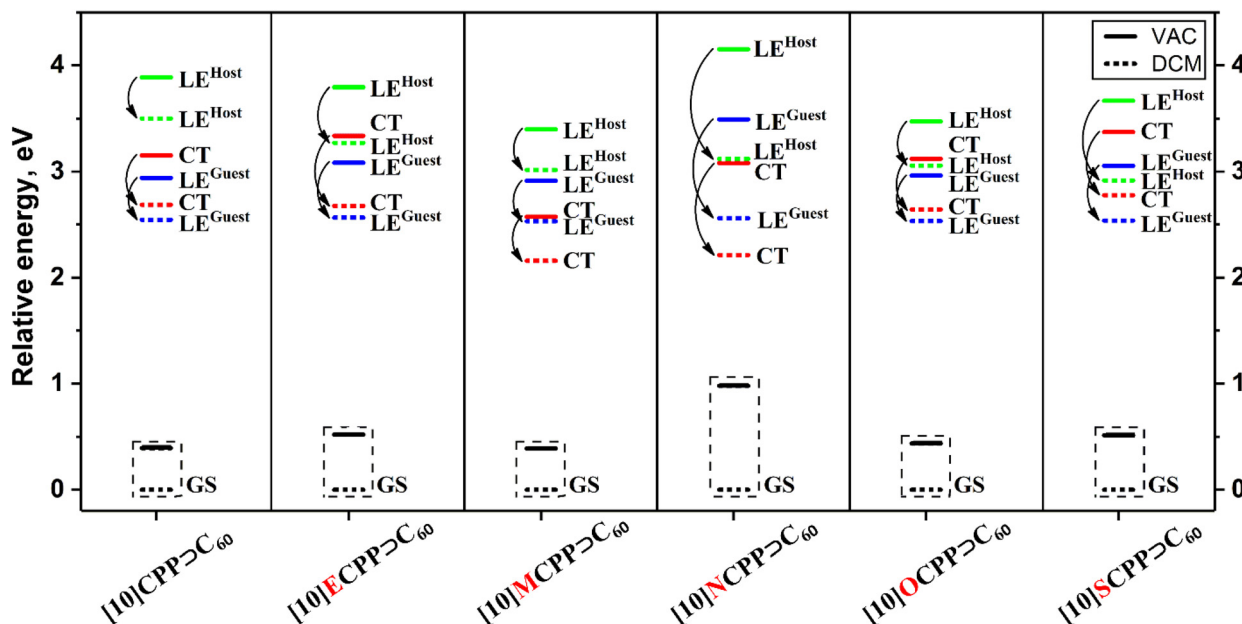 VAC
DCM
Relative energy, eV
4
3
2
1
0
LE^Host
LE^Host
CT
LE^Guest
CT
LE^Guest
GS
LE^Host
CT
LE^Host
LE^Guest
CT
LE^Guest
GS
LE^Host
LE^Host
LE^Guest
CT
LE^Guest
CT
GS
LE^Host
LE^Guest
LE^Host
CT
LE^Guest
CT
GS
LE^Host
CT
LE^Host
LE^Guest
CT
LE^Guest
GS
LE^Host
CT
LE^Guest
LE^Host
CT
LE^Guest
GS
4
3
2
1
0
[10]CPP⊃C₆₀
[10]ECPP⊃C₆₀
[10]MCPP⊃C₆₀
[10]NCPP⊃C₆₀
[10]OCPP⊃C₆₀
[10]SCPP⊃C₆₀